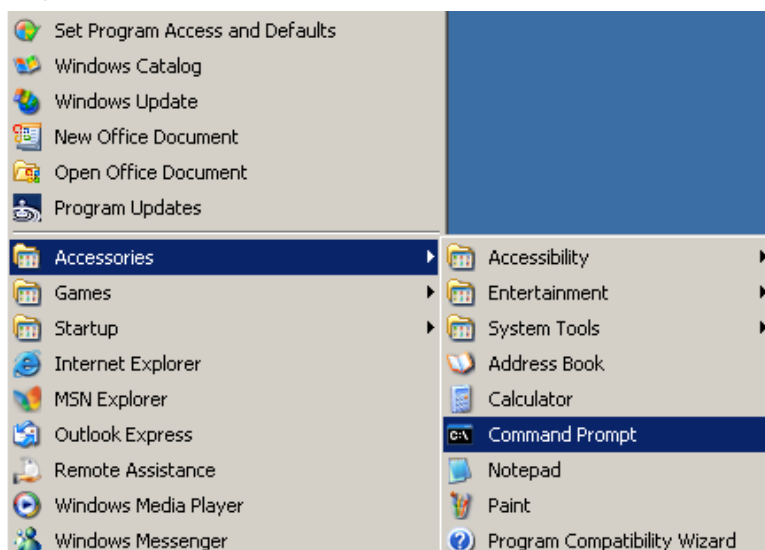 Set Program Access and Defaults
Windows Catalog
Windows Update
New Office Document
Open Office Document
Program Updates
Accessories
Games
Startup
Internet Explorer
MSN Explorer
Outlook Express
Remote Assistance
Windows Media Player
Windows Messenger
Accessibility
Entertainment
System Tools
Address Book
Calculator
C:\ Command Prompt
Notepad
Paint
Program Compatibility Wizard